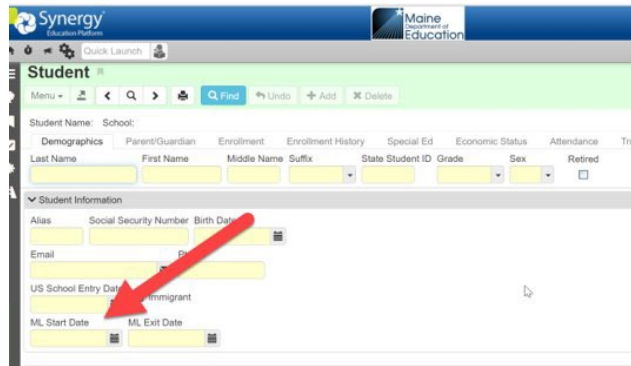 Synergy
Education Platform
Maine
Department of
Education
Quick Launch
Student
Menu
Find
Undo
Add
Delete
Student Name: School:
Demographics Parent/Guardian Enrollment Enrollment History Special Ed Economic Status Attendance
Last Name First Name Middle Name Suffix State Student ID Grade Sex Retired
Student Information
Alias Social Security Number Birth Date
Email
US School Entry Date
Immigrant
ML Start Date ML Exit Date